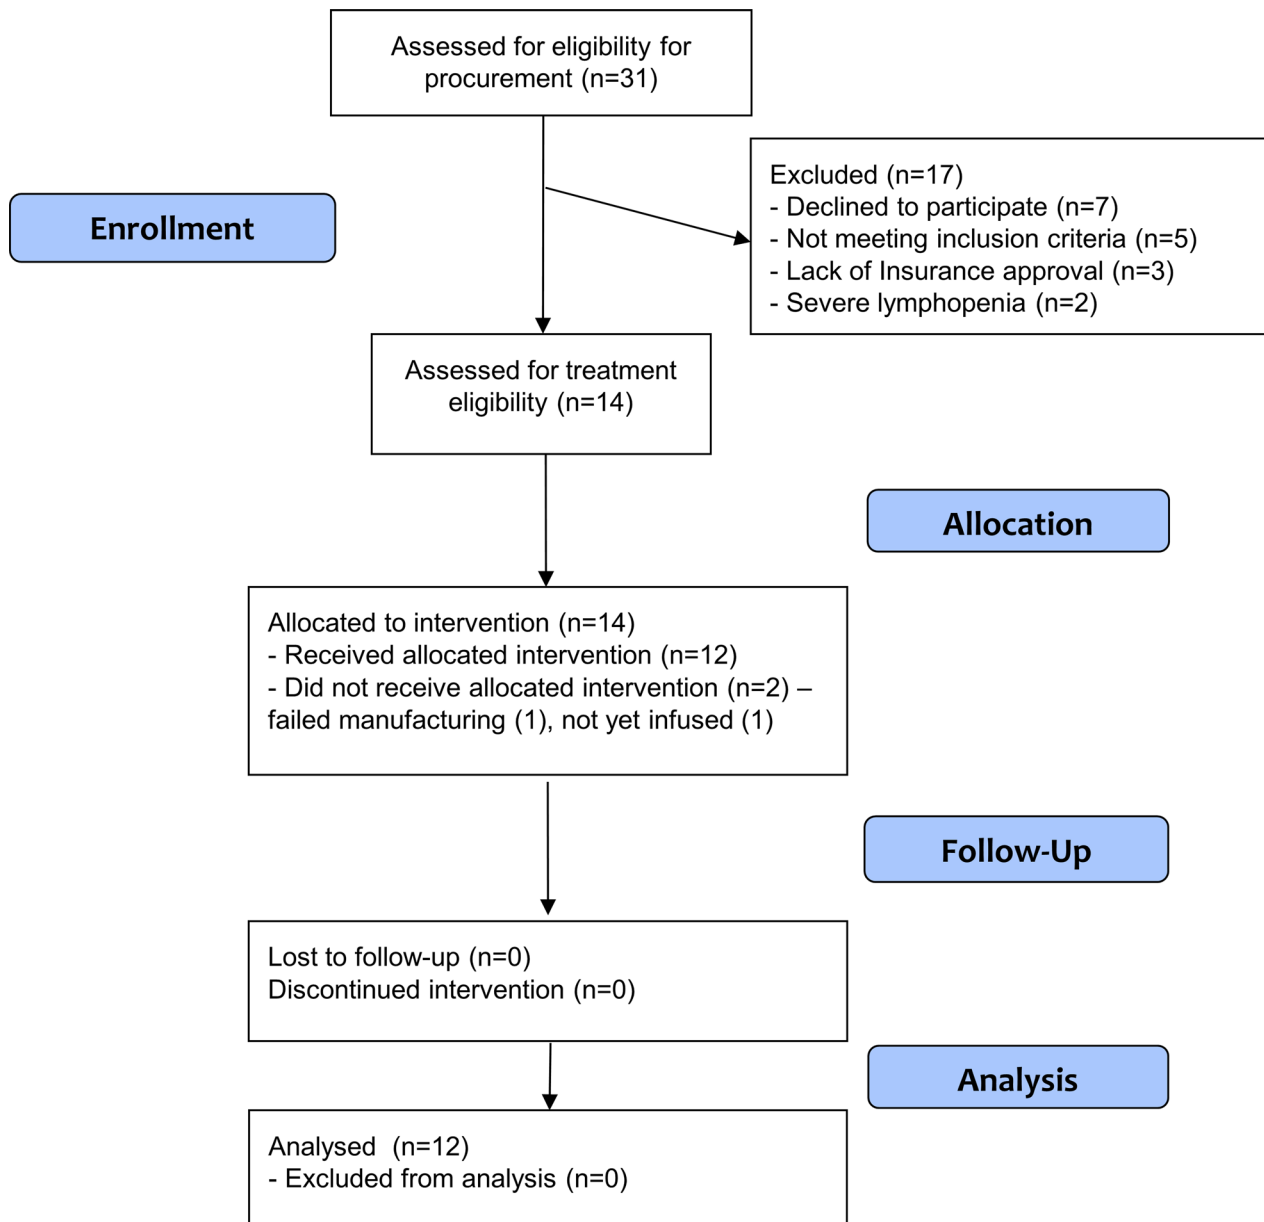 Assessed for eligibility for
procurement (n=31)
Excluded (n=17)
- Declined to participate (n=7)
- Not meeting inclusion criteria (n=5)
- Lack of Insurance approval (n=3)
- Severe lymphopenia (n=2)
Enrollment
Assessed for treatment
eligibility (n=14)
Allocation
Allocated to intervention (n=14)
- Received allocated intervention (n=12)
- Did not receive allocated intervention (n=2) –
failed manufacturing (1), not yet infused (1)
Follow-Up
Lost to follow-up (n=0)
Discontinued intervention (n=0)
Analysis
Analysed  (n=12)
- Excluded from analysis (n=0)